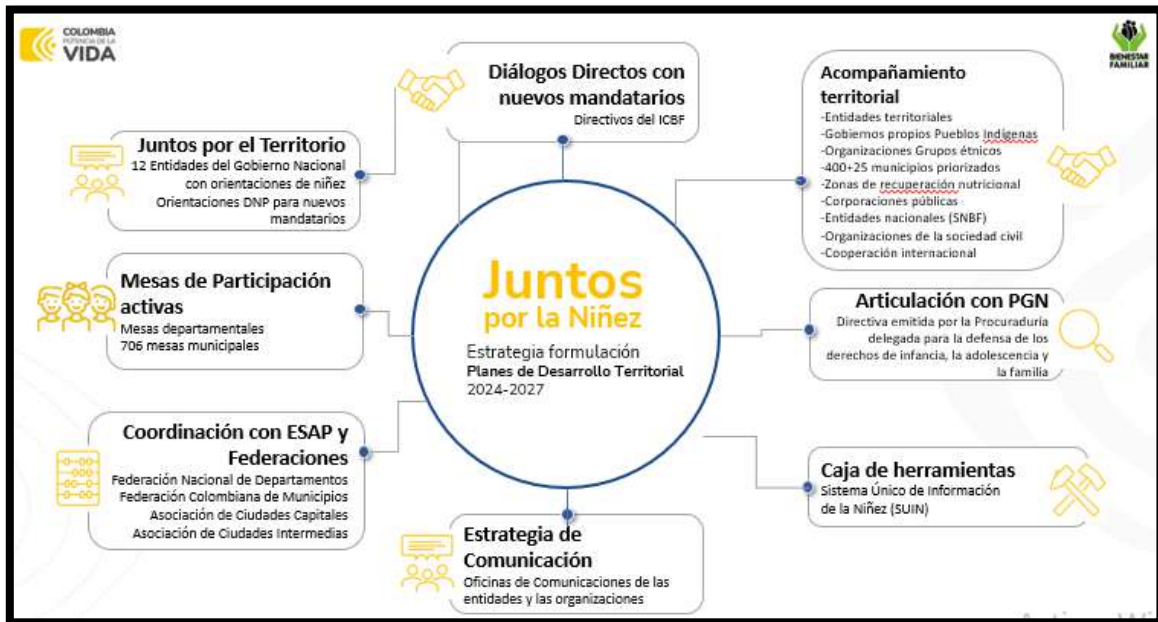 COLOMBIA
POTENCIA DE LA
VIDA
BIENESTAR
FAMILIAR
Diálogos Directos con
nuevos mandatarios
Directivos del ICBF
Acompañamiento
territorial
-Entidades territoriales
-Gobiernos propios Pueblos Indígenas
-Organizaciones Grupos étnicos
-400+25 municipios priorizados
-Zonas de recuperación nutricional
-Corporaciones públicas
-Entidades nacionales (SNBF)
-Organizaciones de la sociedad civil
-Cooperación internacional
Juntos por el Territorio
12 Entidades del Gobierno Nacional
con orientaciones de niñez
Orientaciones DNP para nuevos
mandatarios
Mesas de Participación
activas
Mesas departamentales
706 mesas municipales
Juntos
por la Niñez
Estrategia formulación
Planes de Desarrollo Territorial
2024-2027
Articulación con PGN
Directiva emitida por la Procuraduría
delegada para la defensa de los
derechos de infancia, la adolescencia y
la familia
Coordinación con ESAP y
Federaciones
Federación Nacional de Departamentos
Federación Colombiana de Municipios
Asociación de Ciudades Capitales
Asociación de Ciudades Intermedias
Caja de herramientas
Sistema Único de Información
de la Niñez (SUIN)
Estrategia de
Comunicación
Oficinas de Comunicaciones de las
entidades y las organizaciones